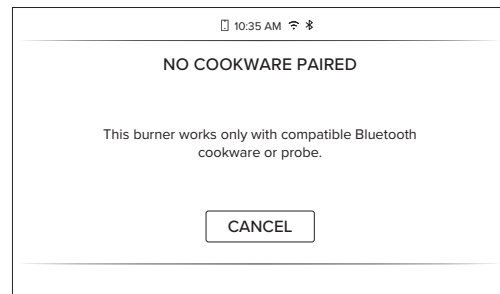 10:35 AM
NO COOKWARE PAIRED
This burner works only with compatible Bluetooth
cookware or probe.
CANCEL